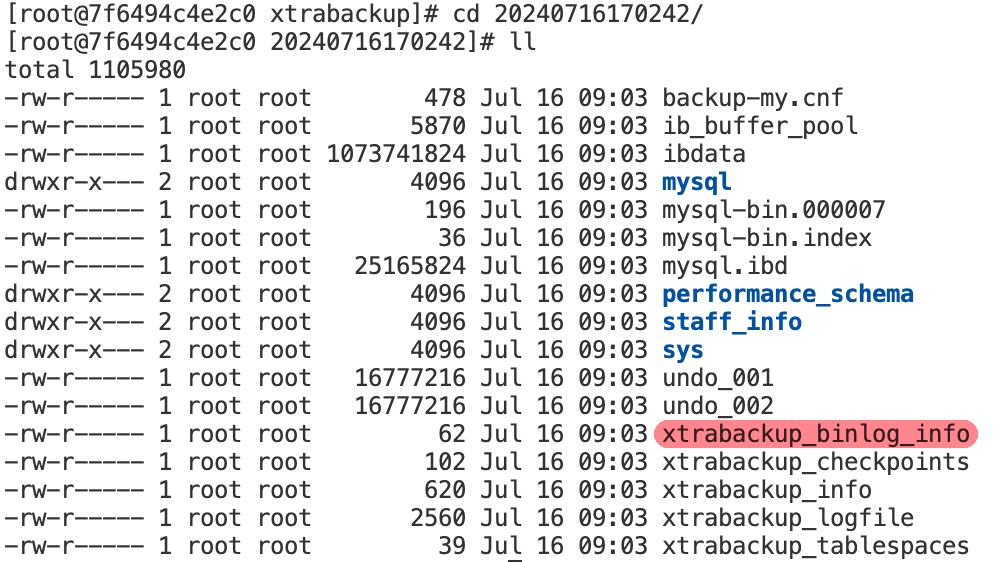 [root@7f6494c4e2c0 xtrabackup]# cd 20240716170242/
[root@7f6494c4e2c0 20240716170242]# ll
total 1105980
-rw-r----- 1 root root        478 Jul 16 09:03 backup-my.cnf
-rw-r----- 1 root root       5870 Jul 16 09:03 ib_buffer_pool
-rw-r----- 1 root root 1073741824 Jul 16 09:03 ibdata
drwxr-x--- 2 root root       4096 Jul 16 09:03 mysql
-rw-r----- 1 root root        196 Jul 16 09:03 mysql-bin.000007
-rw-r----- 1 root root         36 Jul 16 09:03 mysql-bin.index
-rw-r----- 1 root root   25165824 Jul 16 09:03 mysql.ibd
drwxr-x--- 2 root root       4096 Jul 16 09:03 performance_schema
drwxr-x--- 2 root root       4096 Jul 16 09:03 staff_info
drwxr-x--- 2 root root       4096 Jul 16 09:03 sys
-rw-r----- 1 root root   16777216 Jul 16 09:03 undo_001
-rw-r----- 1 root root   16777216 Jul 16 09:03 undo_002
-rw-r----- 1 root root         62 Jul 16 09:03 xtrabackup_binlog_info
-rw-r----- 1 root root        102 Jul 16 09:03 xtrabackup_checkpoints
-rw-r----- 1 root root        620 Jul 16 09:03 xtrabackup_info
-rw-r----- 1 root root       2560 Jul 16 09:03 xtrabackup_logfile
-rw-r----- 1 root root         39 Jul 16 09:03 xtrabackup_tablespaces